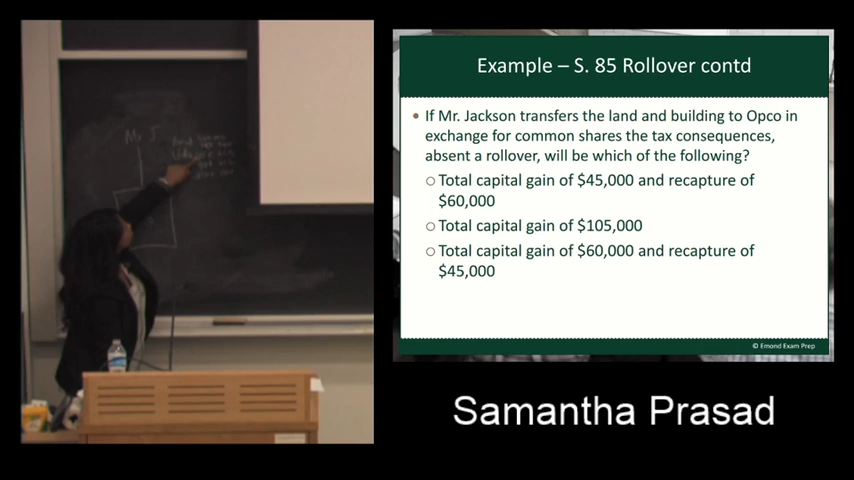 Mr J
Example – S. 85 Rollover contd
• If Mr. Jackson transfers the land and building to Opco in
exchange for common shares the tax consequences,
absent a rollover, will be which of the following?
○ Total capital gain of $45,000 and recapture of
$60,000
○ Total capital gain of $105,000
○ Total capital gain of $60,000 and recapture of
$45,000
© Emond Exam Prep
Samantha Prasad